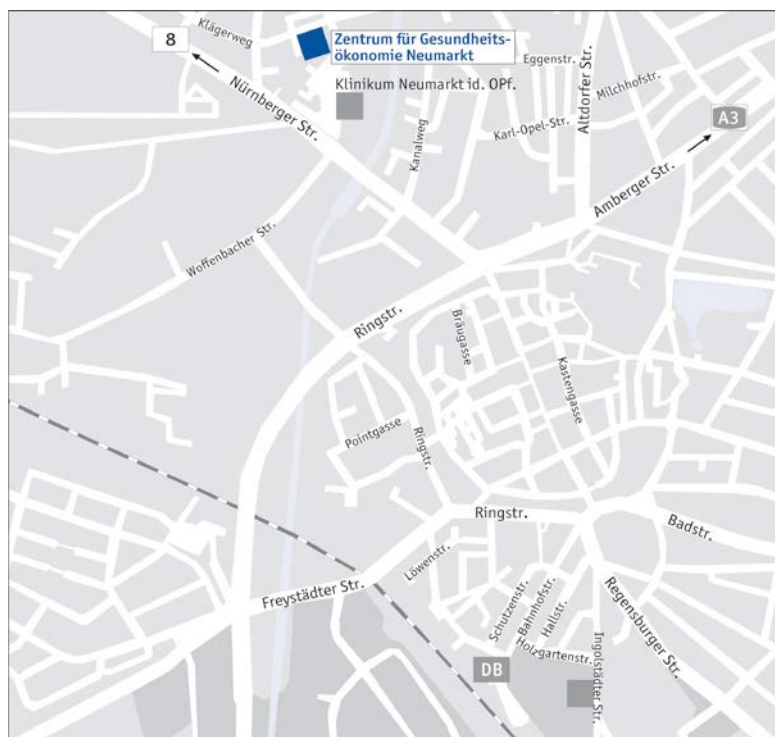 Klägerweg
8
Zentrum für Gesundheits-
ökonomie Neumarkt
Eggenstr.
Altdorfer Str.
Klinikum Neumarkt id. OPf.
Milchhofstr.
Nürnberger Str.
Karl-Opel-Str.
A3
Kanalweg
Amberger Str.
Woffenbacher Str.
Ringstr.
Bräugasse
Kastengasse
Pointgasse
Ringstr.
Ringstr.
Badstr.
Löwenstr.
Freystädter Str.
Schutzenstr.
Bahnhofstr.
Hallstr.
Regensburger Str.
Holzgartenstr.
Ingolstädter Str.
DB